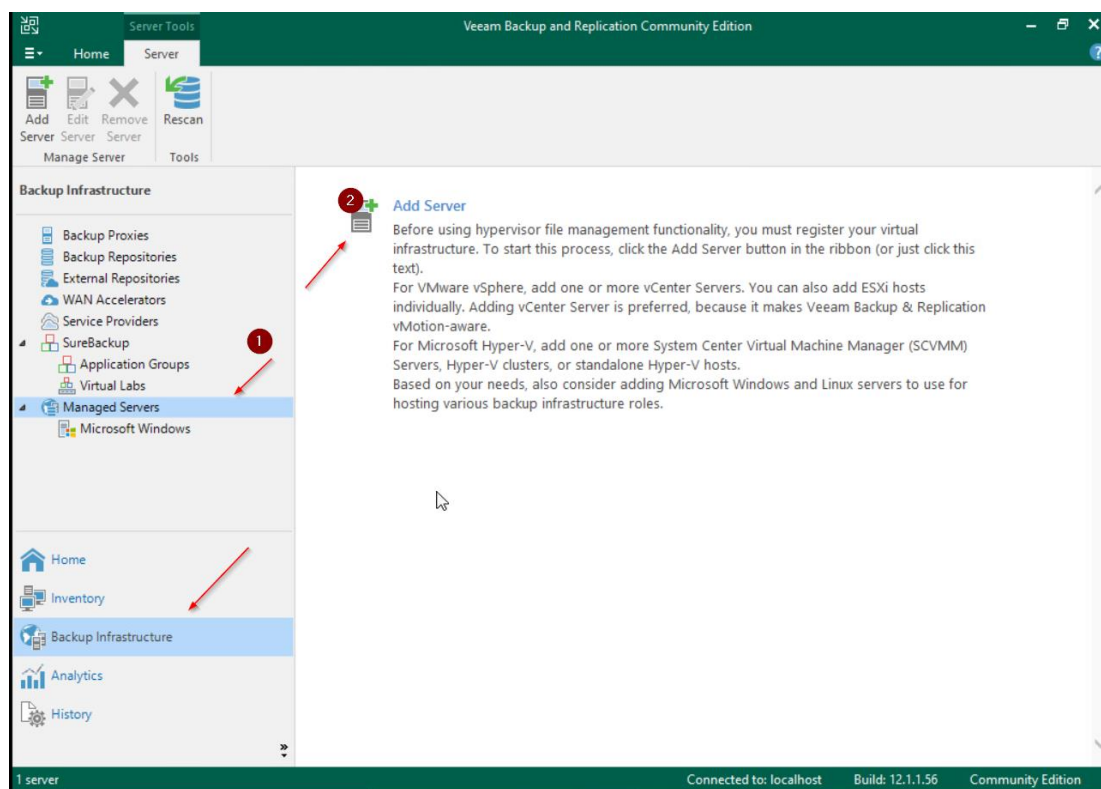 Server Tools
Veeam Backup and Replication Community Edition
Home
Server
?
Add Server
Edit Server
Remove Server
Rescan
Manage Server
Tools
Backup Infrastructure
Backup Proxies
Backup Repositories
External Repositories
WAN Accelerators
Service Providers
SureBackup
1
Application Groups
Virtual Labs
Managed Servers
Microsoft Windows
Home
Inventory
Backup Infrastructure
Analytics
History
2
Add Server
Before using hypervisor file management functionality, you must register your virtual
infrastructure. To start this process, click the Add Server button in the ribbon (or just click this
text).
For VMware vSphere, add one or more vCenter Servers. You can also add ESXi hosts
individually. Adding vCenter Server is preferred, because it makes Veeam Backup & Replication
vMotion-aware.
For Microsoft Hyper-V, add one or more System Center Virtual Machine Manager (SCVMM)
Servers, Hyper-V clusters, or standalone Hyper-V hosts.
Based on your needs, also consider adding Microsoft Windows and Linux servers to use for
hosting various backup infrastructure roles.
1 server
Connected to: localhost
Build: 12.1.1.56
Community Edition